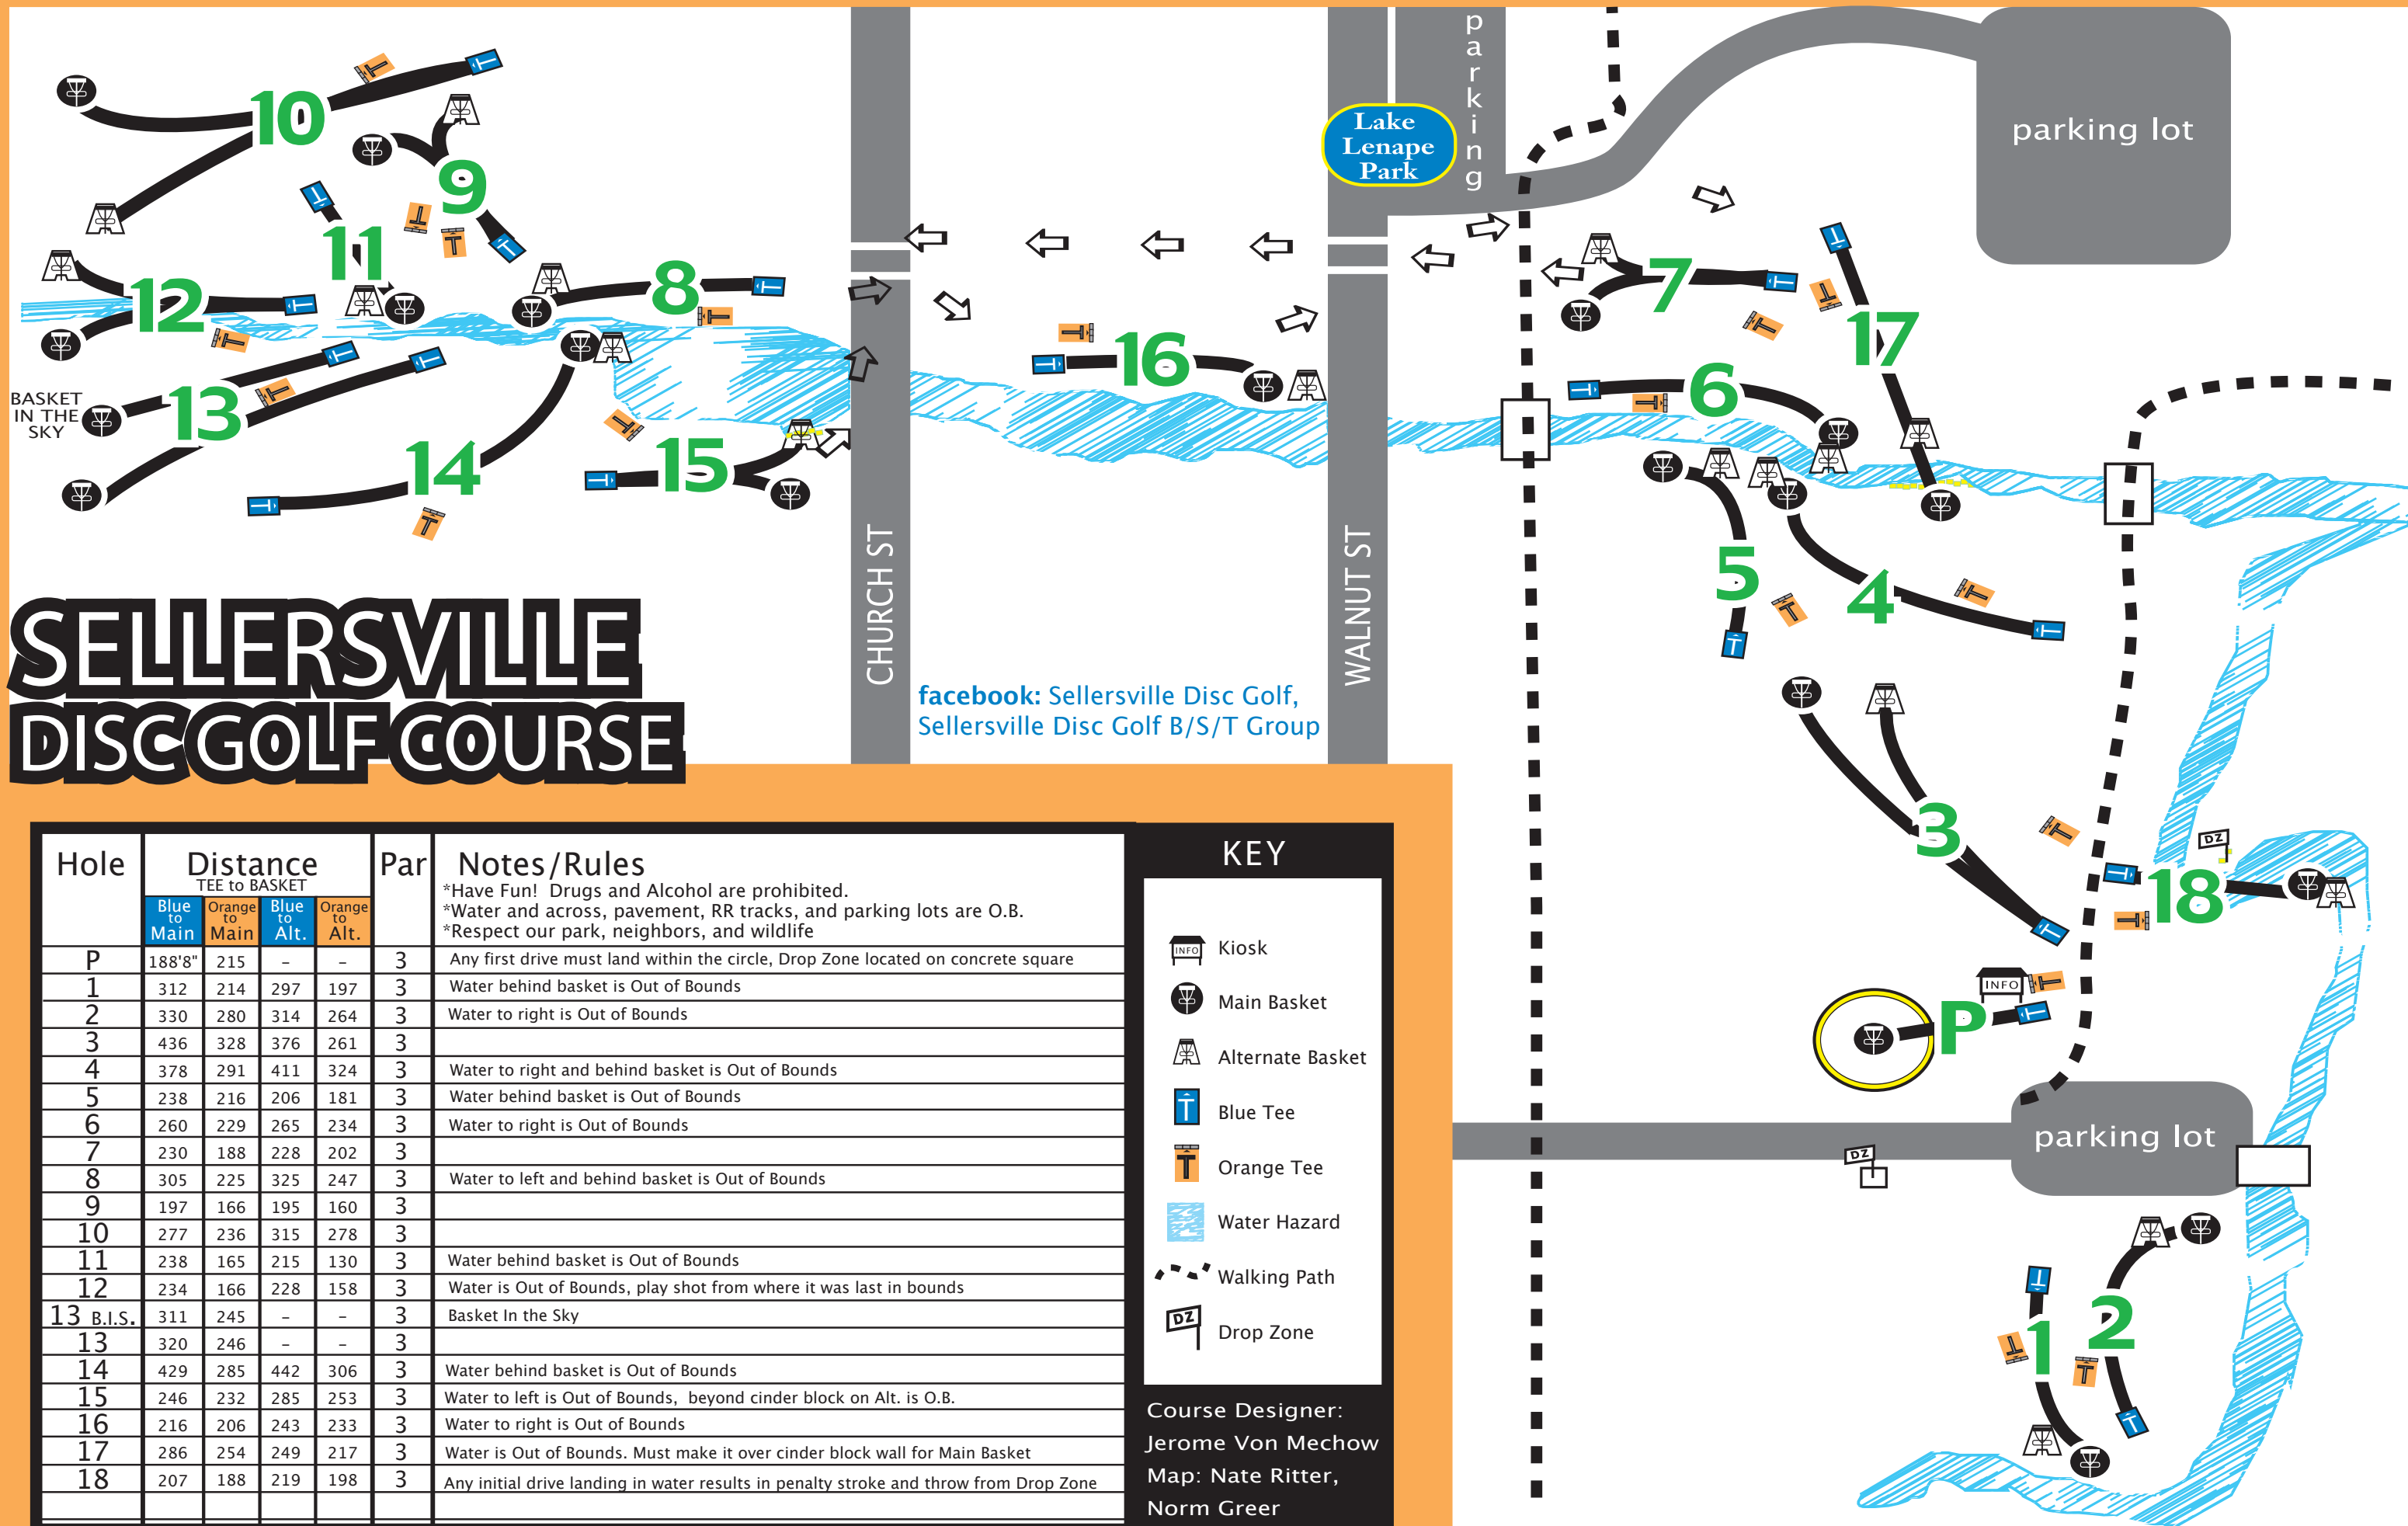 10
9
11
12
8
BASKET
IN THE
SKY
13
14
15
16
CHURCH ST
WALNUT ST
parking
Lake
Lenape
Park
parking lot
7
17
6
5
4
3
18
DZ
INFO
P
parking lot
DZ
1
2
SELLERSVILLE
DISC GOLF COURSE
facebook: Sellersville Disc Golf,
Sellersville Disc Golf B/S/T Group
Hole Distance Par Notes/Rules
TEE to BASKET
Blue to Main Orange to Main Blue to Alt. Orange to Alt.
*Have Fun! Drugs and Alcohol are prohibited.
*Water and across, pavement, RR tracks, and parking lots are O.B.
*Respect our park, neighbors, and wildlife
P 188'8" 215 – – 3 Any first drive must land within the circle, Drop Zone located on concrete square
1 312 214 297 197 3 Water behind basket is Out of Bounds
2 330 280 314 264 3 Water to right is Out of Bounds
3 436 328 376 261 3
4 378 291 411 324 3 Water to right and behind basket is Out of Bounds
5 238 216 206 181 3 Water behind basket is Out of Bounds
6 260 229 265 234 3 Water to right is Out of Bounds
7 230 188 228 202 3
8 305 225 325 247 3 Water to left and behind basket is Out of Bounds
9 197 166 195 160 3
10 277 236 315 278 3
11 238 165 215 130 3 Water behind basket is Out of Bounds
12 234 166 228 158 3 Water is Out of Bounds, play shot from where it was last in bounds
13 B.I.S. 311 245 – – 3 Basket In the Sky
13 320 246 – – 3
14 429 285 442 306 3 Water behind basket is Out of Bounds
15 246 232 285 253 3 Water to left is Out of Bounds, beyond cinder block on Alt. is O.B.
16 216 206 243 233 3 Water to right is Out of Bounds
17 286 254 249 217 3 Water is Out of Bounds. Must make it over cinder block wall for Main Basket
18 207 188 219 198 3 Any initial drive landing in water results in penalty stroke and throw from Drop Zone
KEY
INFO Kiosk
Main Basket
Alternate Basket
T Blue Tee
T Orange Tee
Water Hazard
Walking Path
DZ Drop Zone
Course Designer:
Jerome Von Mechow
Map: Nate Ritter,
Norm Greer